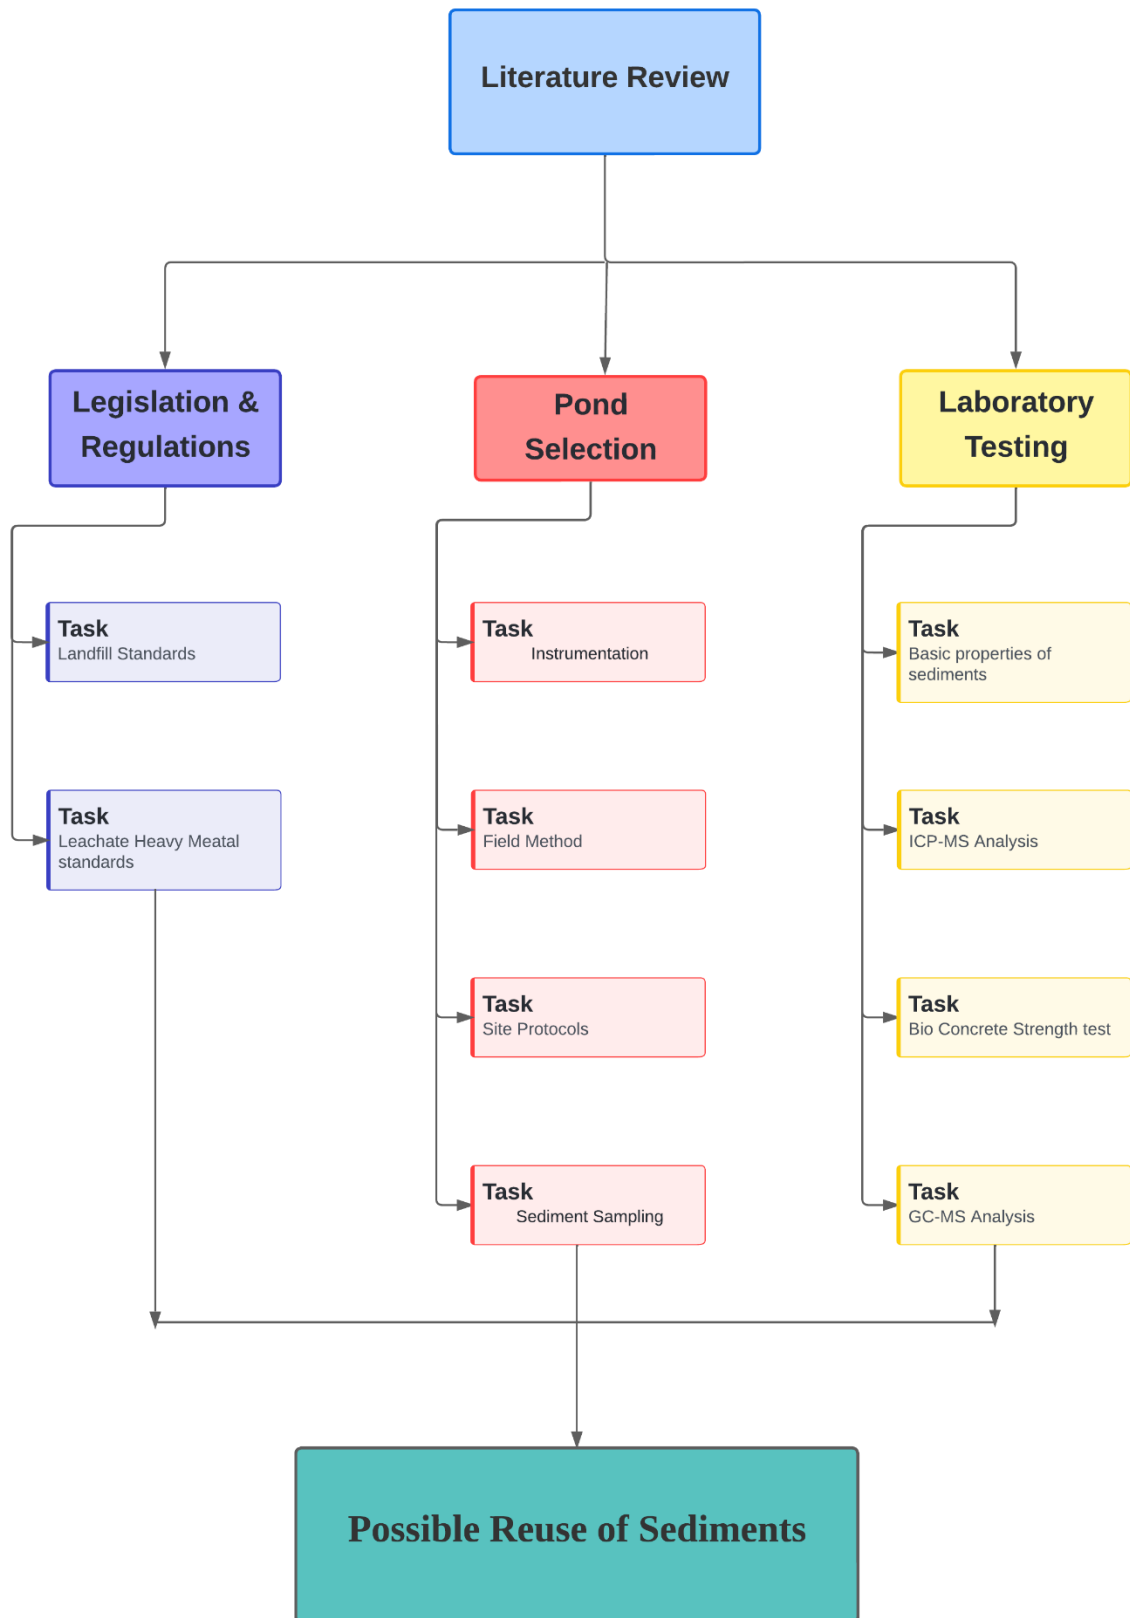 Literature Review
Legislation &
Regulations
Pond
Selection
Laboratory
Testing
Task
Landfill Standards
Task
Leachate Heavy Meatal
standards
Task
Instrumentation
Task
Field Method
Task
Site Protocols
Task
Sediment Sampling
Task
Basic properties of
sediments
Task
ICP-MS Analysis
Task
Bio Concrete Strength test
Task
GC-MS Analysis
Possible Reuse of Sediments